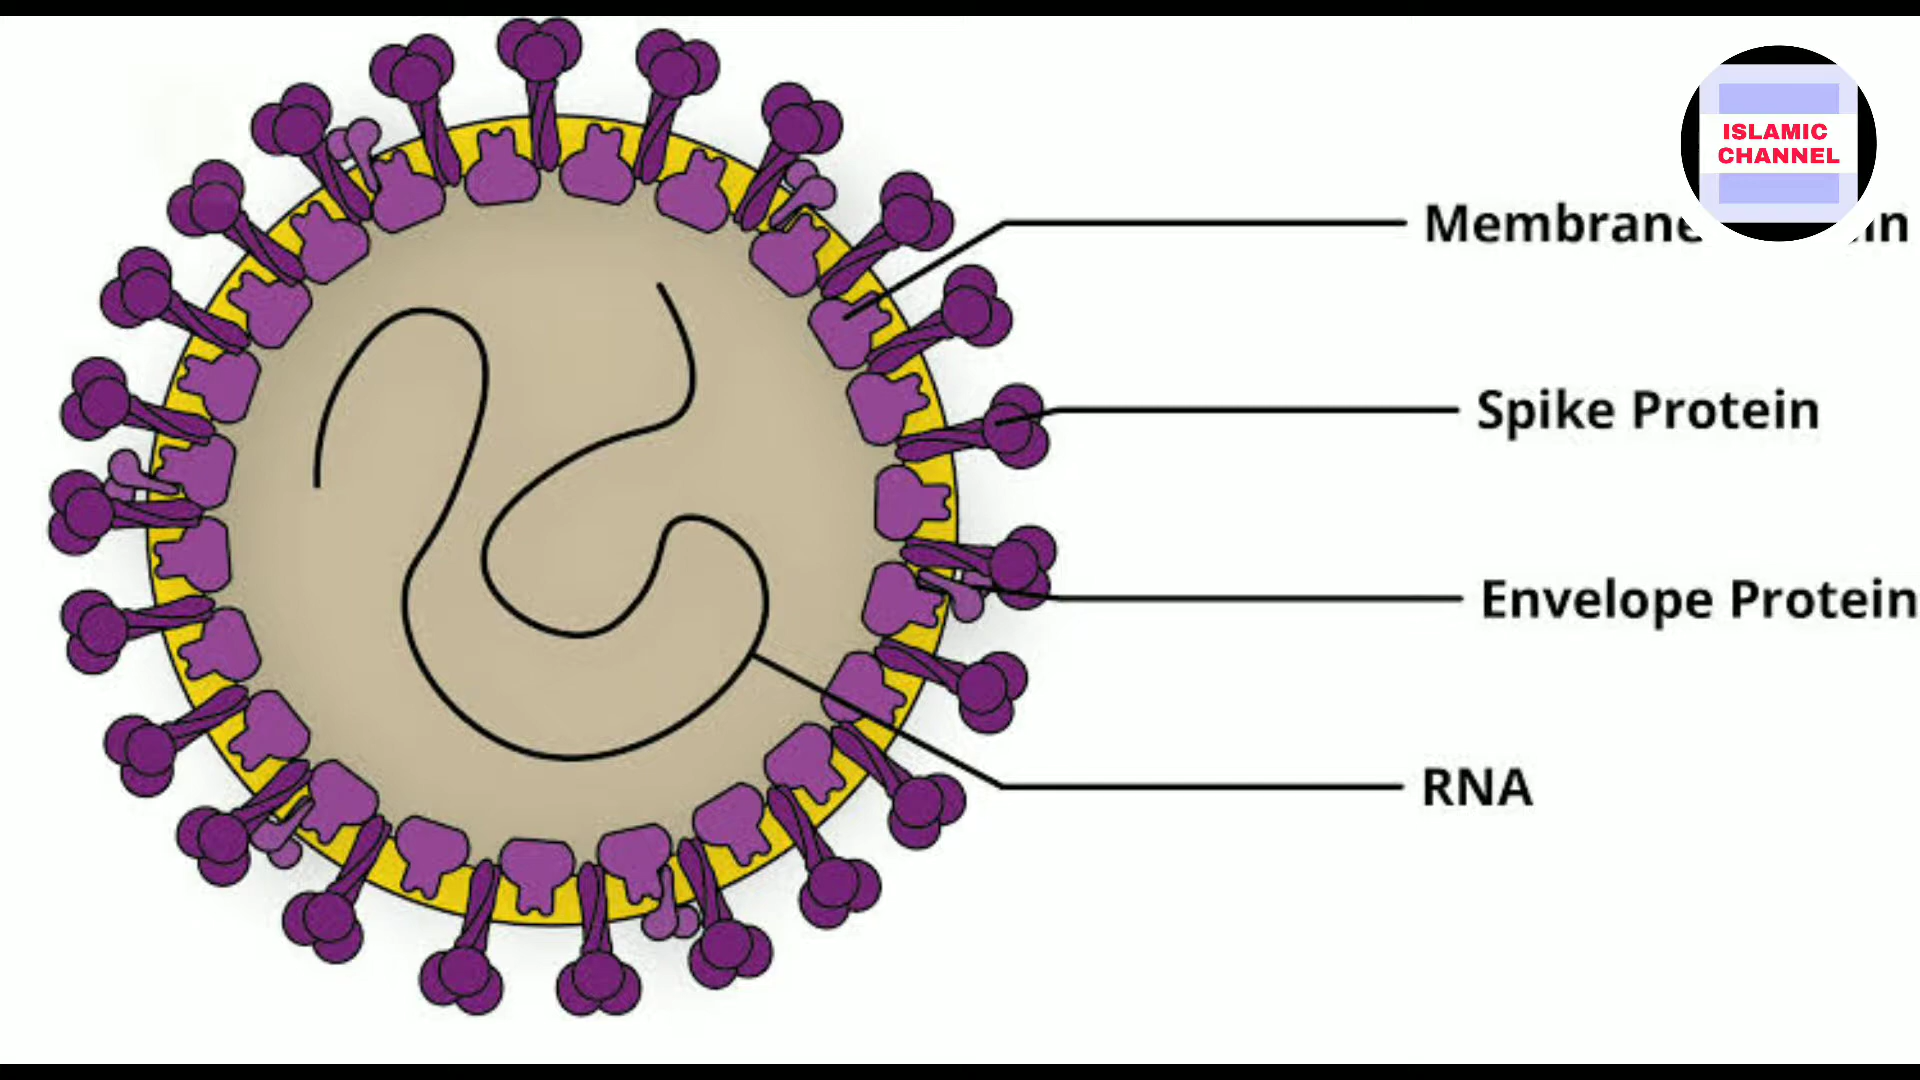 ISLAMIC
CHANNEL
Membrane
Spike Protein
Envelope Protein
RNA